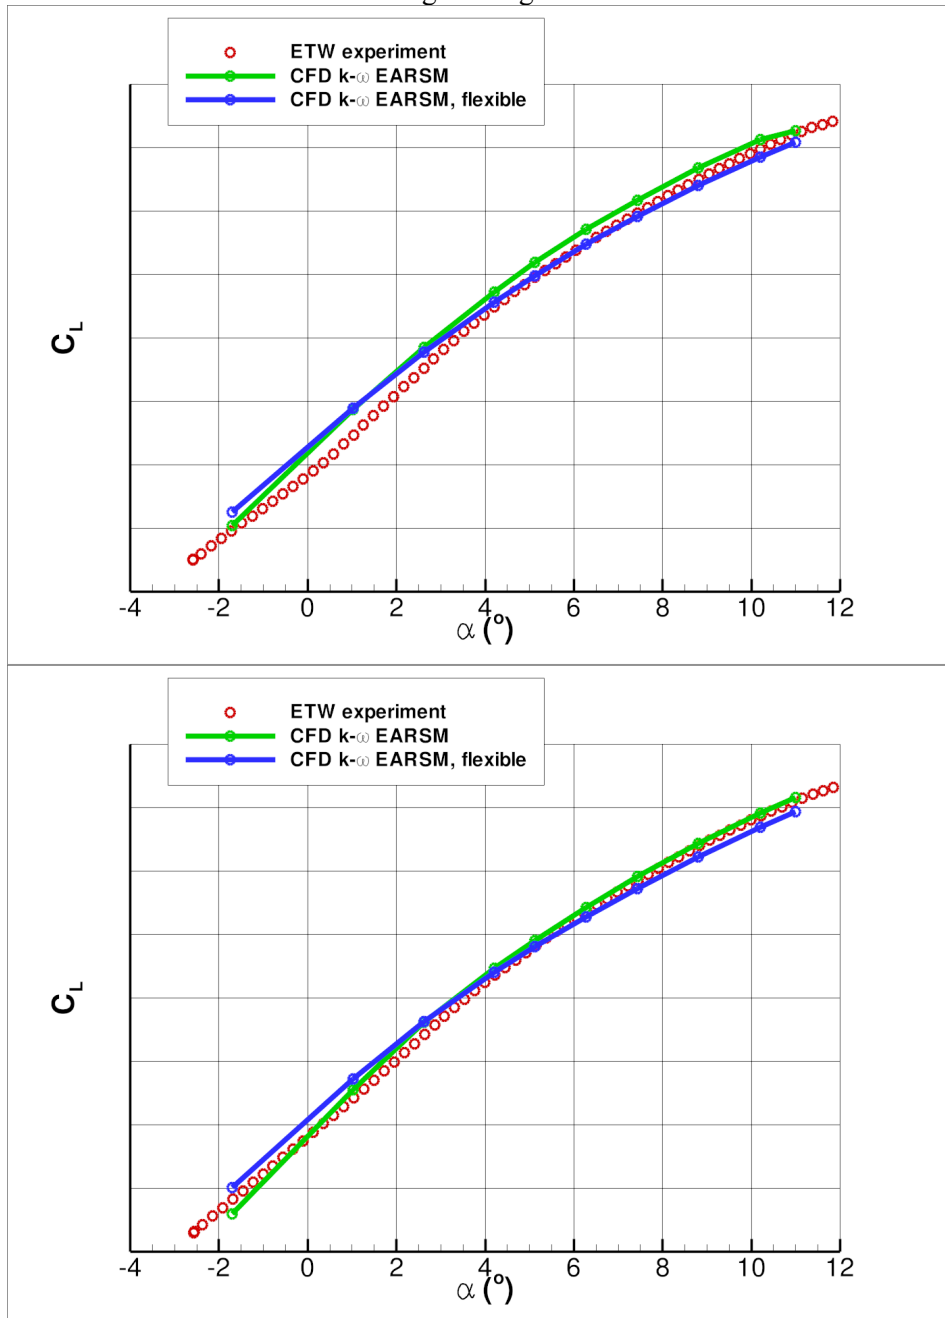 ETW experiment
CFD k-ω EARSM
CFD k-ω EARSM, flexible
C_L
-4 -2 0 2 4 6 8 10 12
α (º)
ETW experiment
CFD k-ω EARSM
CFD k-ω EARSM, flexible
C_L
-4 -2 0 2 4 6 8 10 12
α (º)